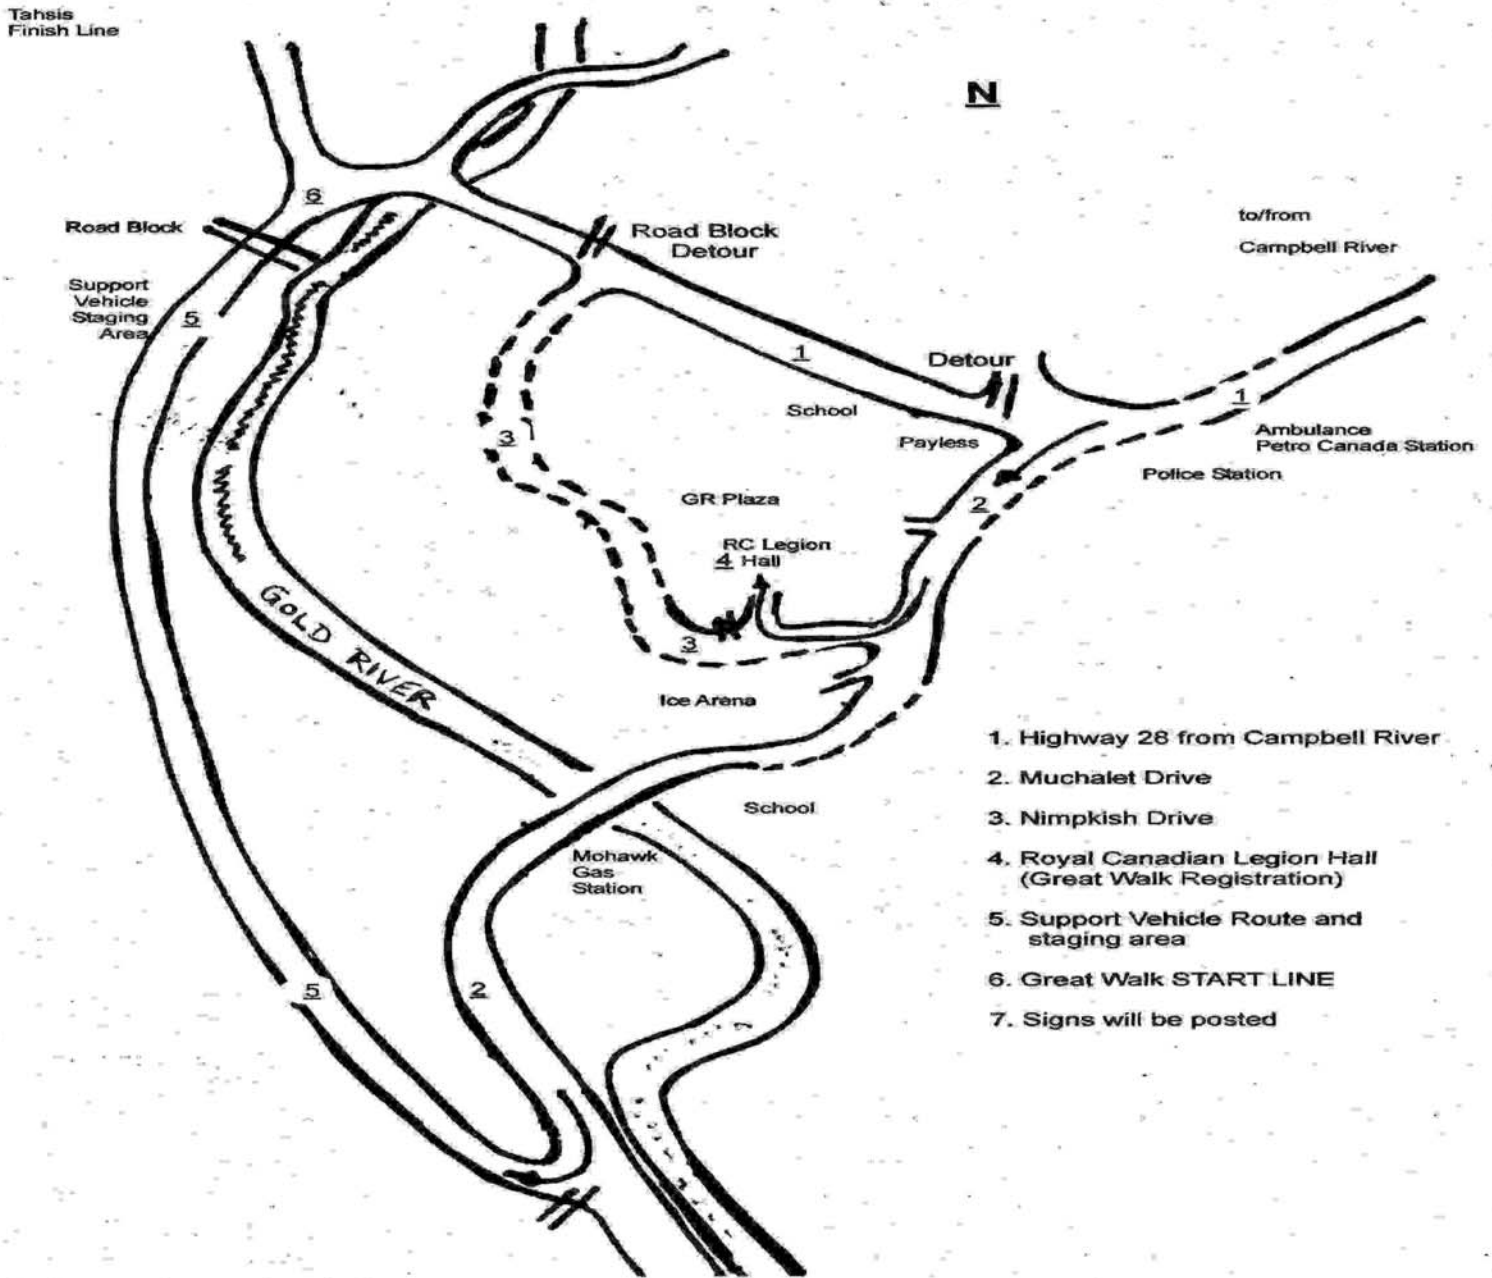 Tahsis
Finish Line
N
6
Road Block
Road Block
Detour
to/from
Campbell River
Support
Vehicle
Staging
Area
5
1
Detour
1
School
Payless
Ambulance
Petro Canada Station
Police Station
3
GR Plaza
2
RC Legion
4 Hall
GOLD RIVER
3
Ice Arena
School
Mohawk
Gas
Station
5
2
1. Highway 28 from Campbell River
2. Muchalet Drive
3. Nimpkish Drive
4. Royal Canadian Legion Hall
(Great Walk Registration)
5. Support Vehicle Route and
staging area
6. Great Walk START LINE
7. Signs will be posted